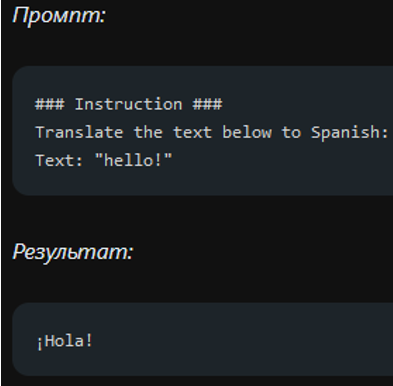 Промпт:
### Instruction ###
Translate the text below to Spanish:
Text: "hello!"
Результат:
¡Hola!